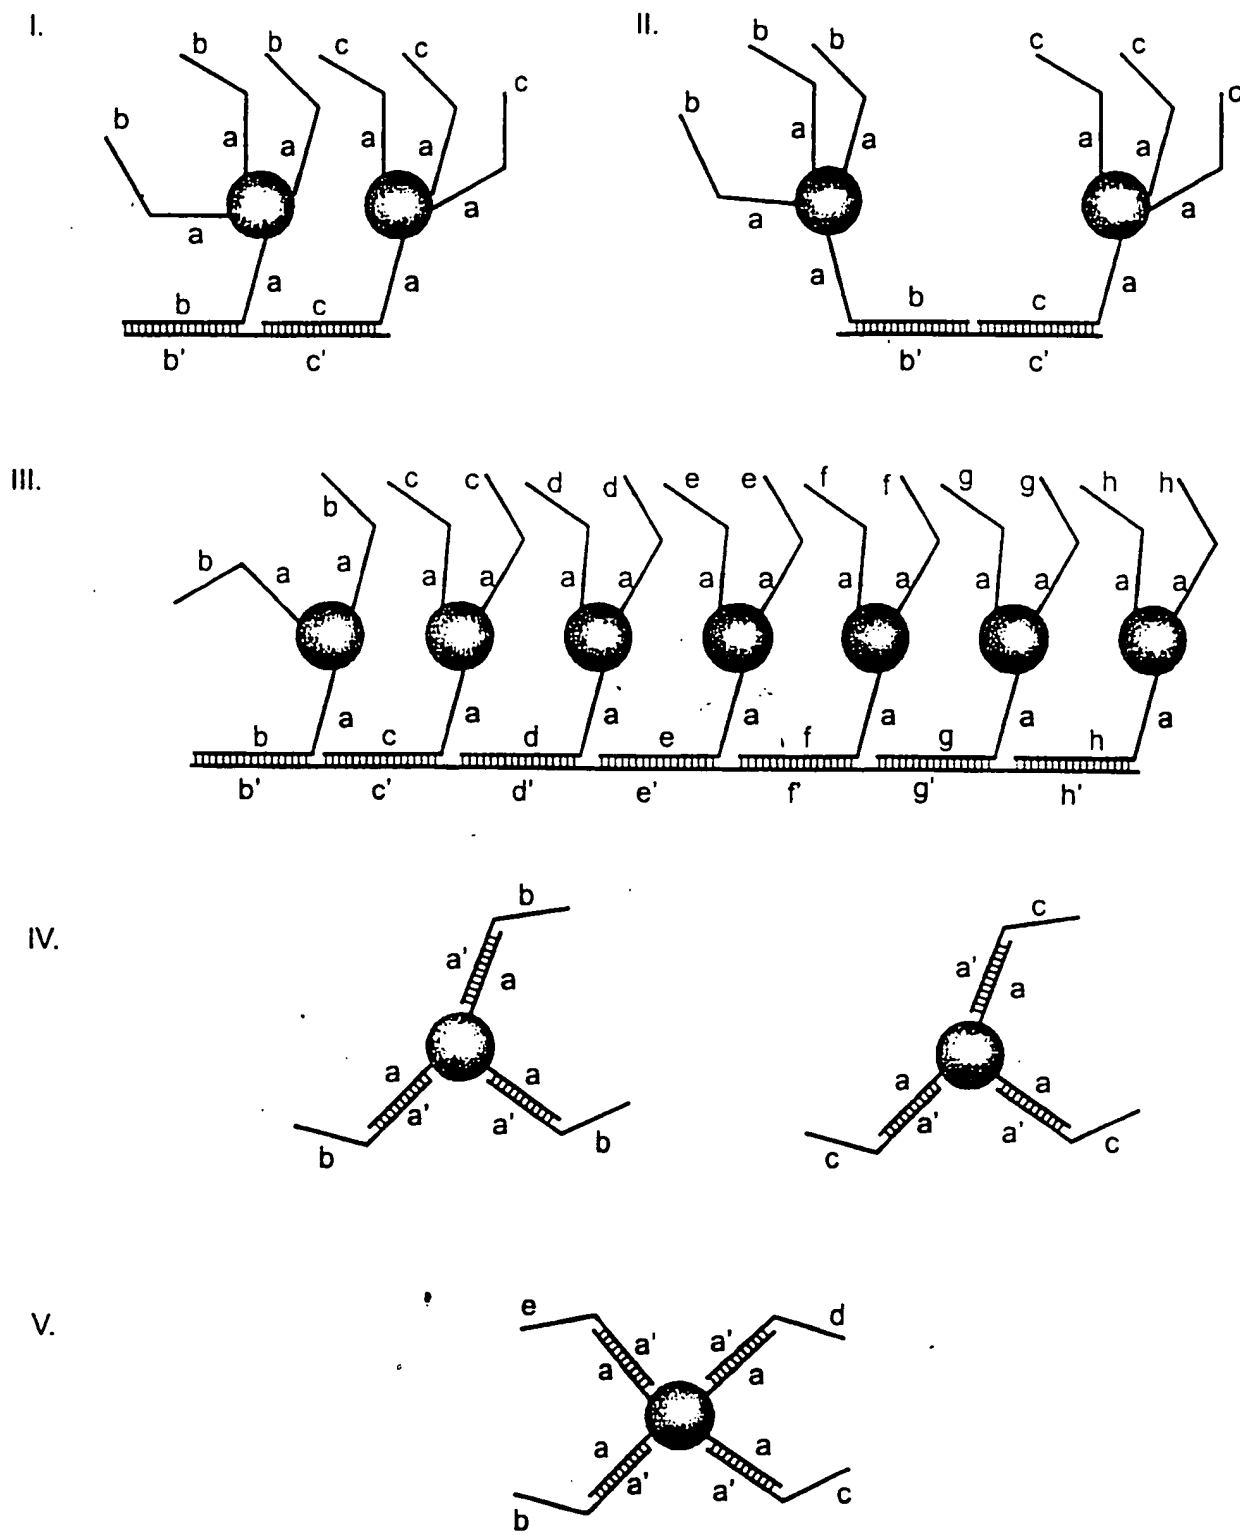 I.
b b c c c
b
a a a a a
a a a
b c
b' c'
II.
b b c c c
b
a a a a a
a a a
b c
b' c'
III.
b c c d d e e f f g g h h
b a a a a a a a a a a a a a a
a a a a a a a
b c d e f g h
b' c' d' e' f' g' h'
IV.
b c
a' a a' a
a a a a
a' a' a' a'
b b c c
V.
e d
a' a'
a a
a a
a' a'
b c